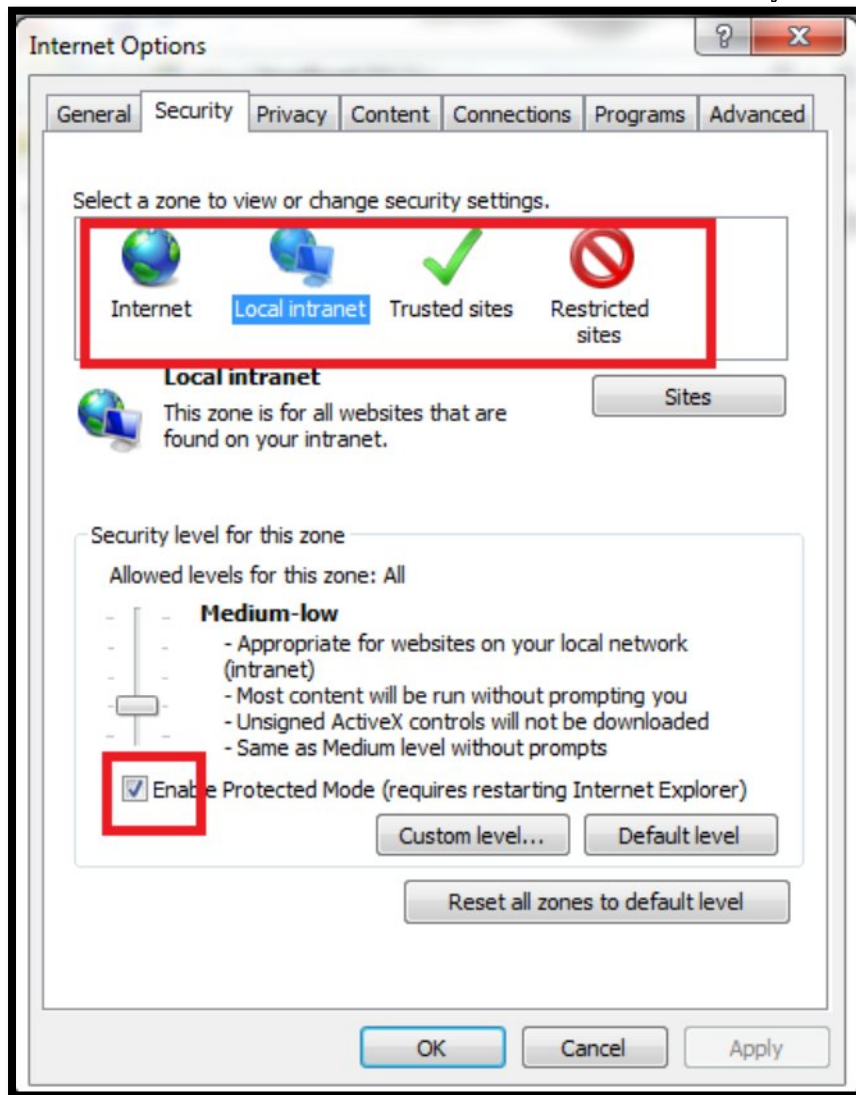 Internet Options
General Security Privacy Content Connections Programs Advanced
Select a zone to view or change security settings.
Internet Local intranet Trusted sites Restricted
sites
Local intranet
This zone is for all websites that are
found on your intranet.
Sites
Security level for this zone
Allowed levels for this zone: All
Medium-low
- Appropriate for websites on your local network
(intranet)
- Most content will be run without prompting you
- Unsigned ActiveX controls will not be downloaded
- Same as Medium level without prompts
Enable Protected Mode (requires restarting Internet Explorer)
Custom level... Default level
Reset all zones to default level
OK Cancel Apply